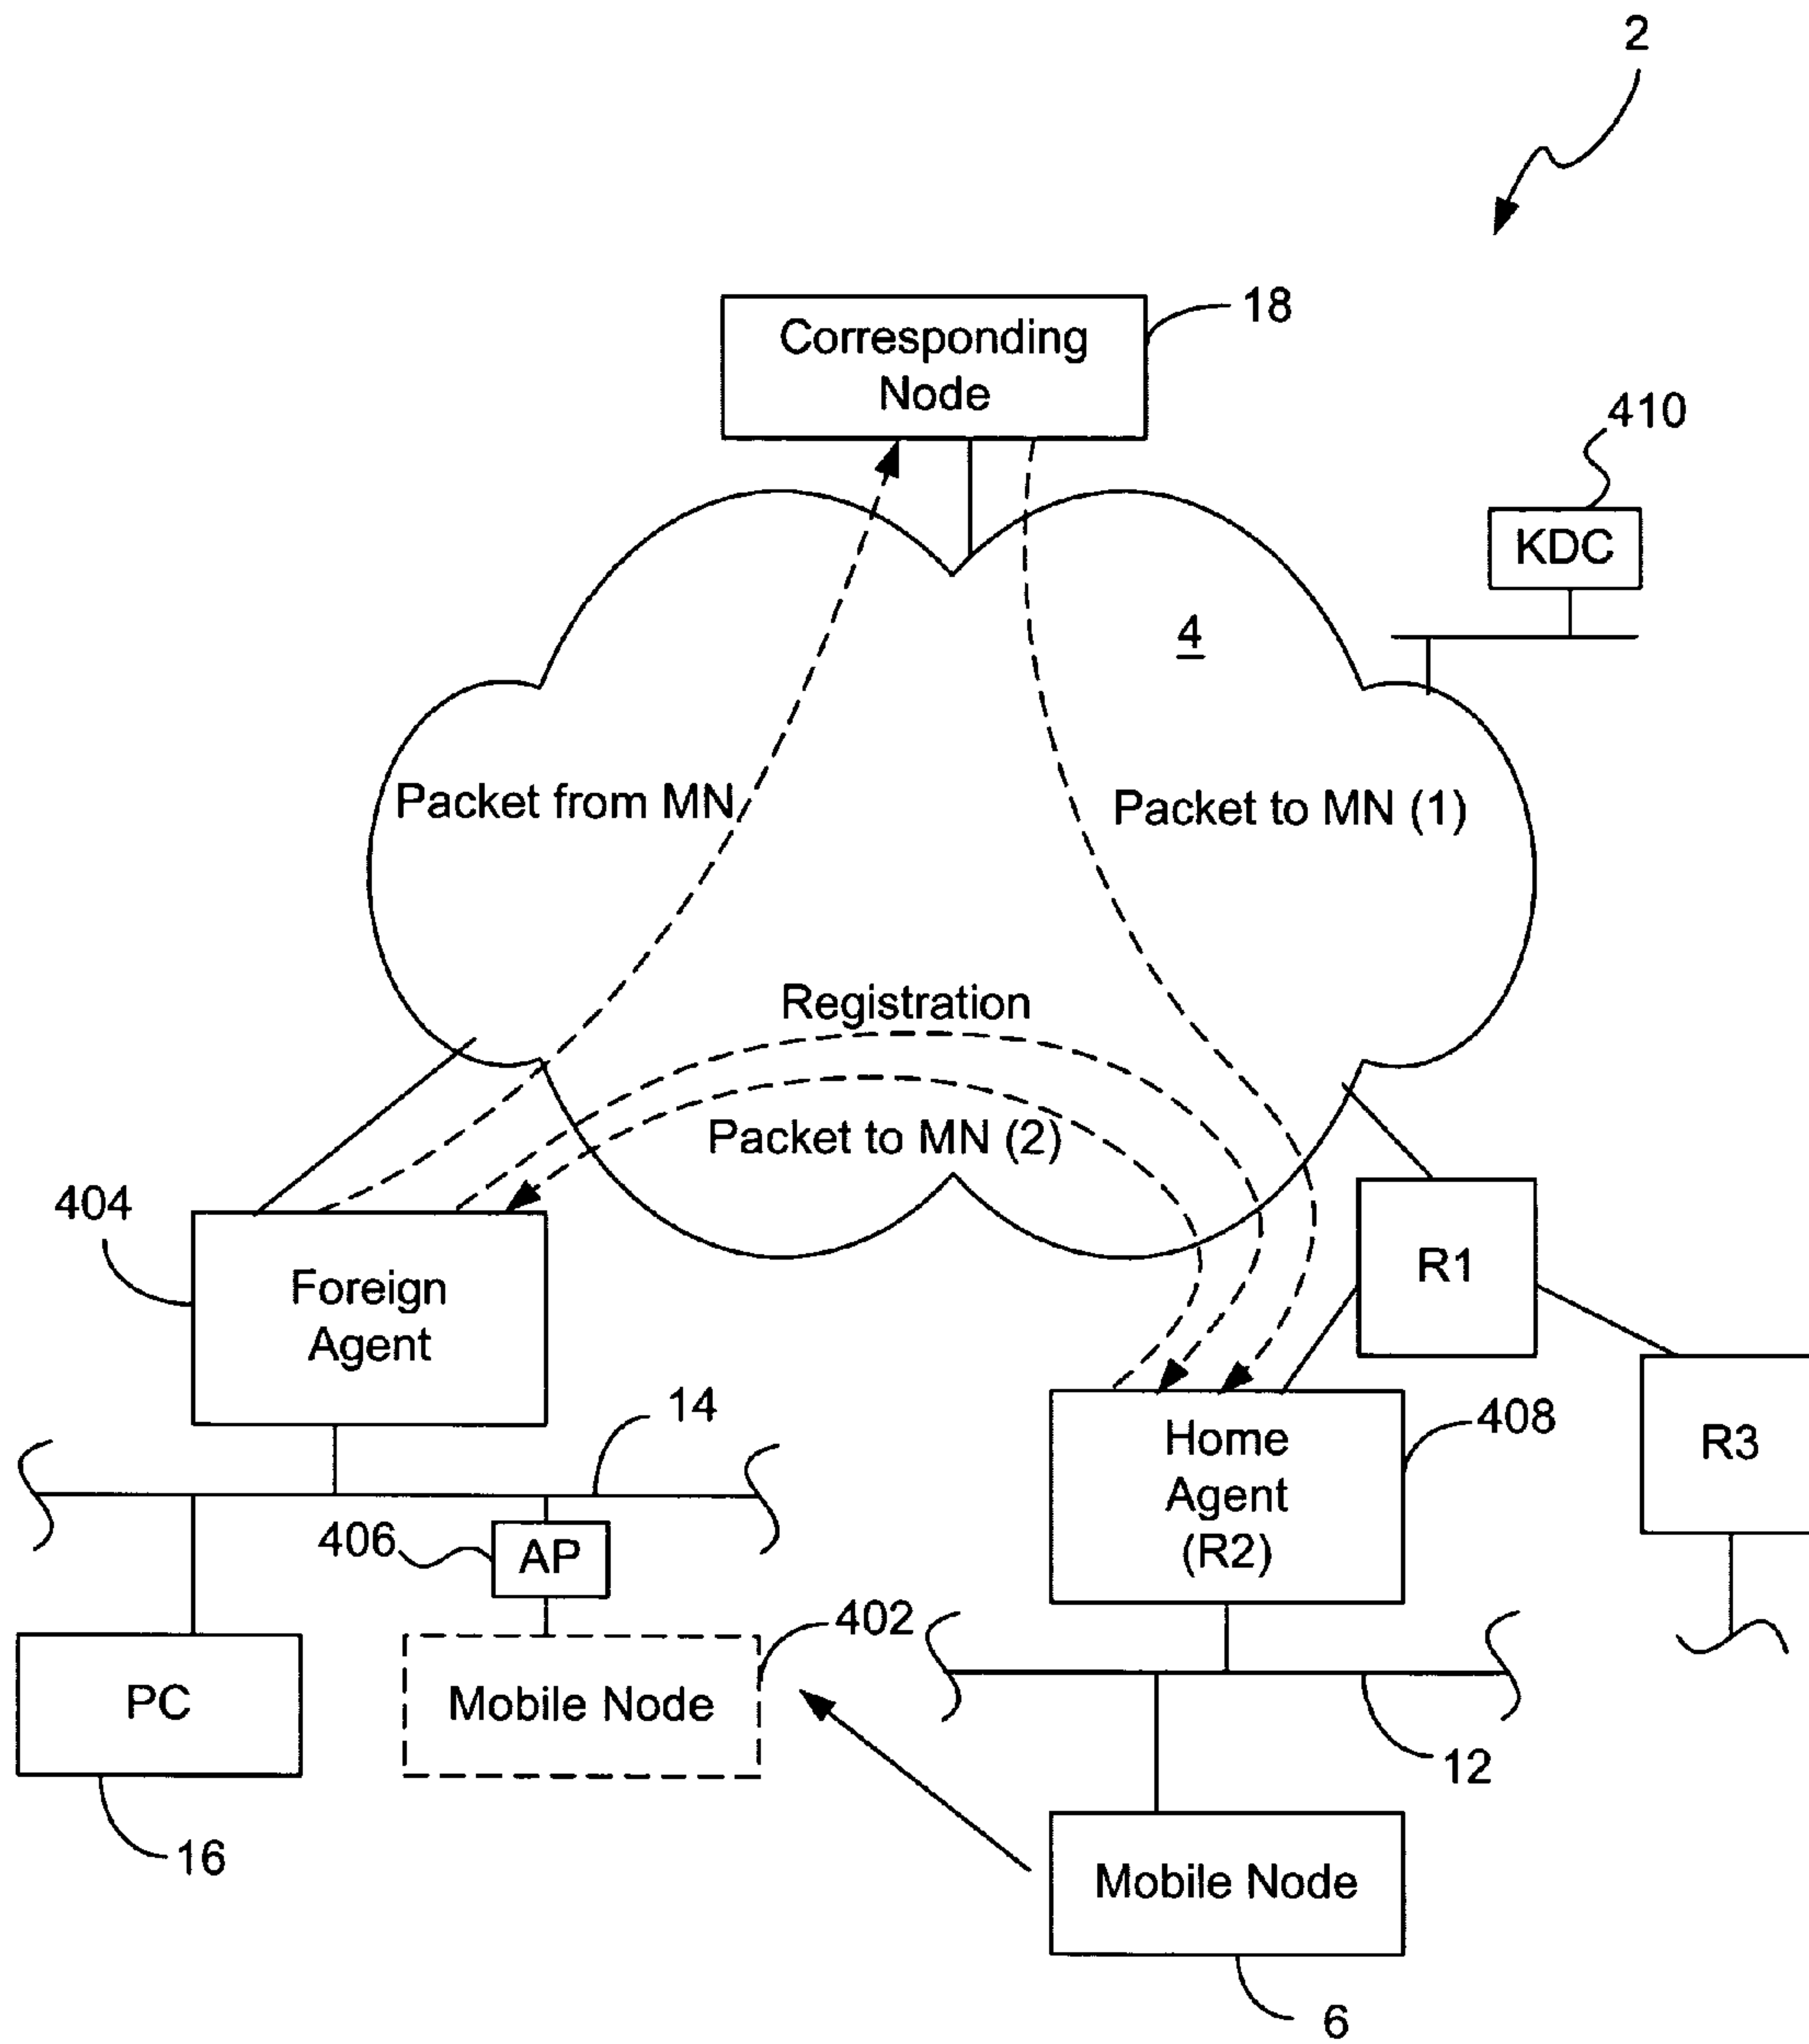 2
Corresponding
Node
18
410
KDC
4
Packet from MN
Packet to MN (1)
Registration
Packet to MN (2)
404
Foreign
Agent
R1
R3
14
Home
Agent
(R2)
408
406
AP
402
PC
Mobile Node
12
16
Mobile Node
6